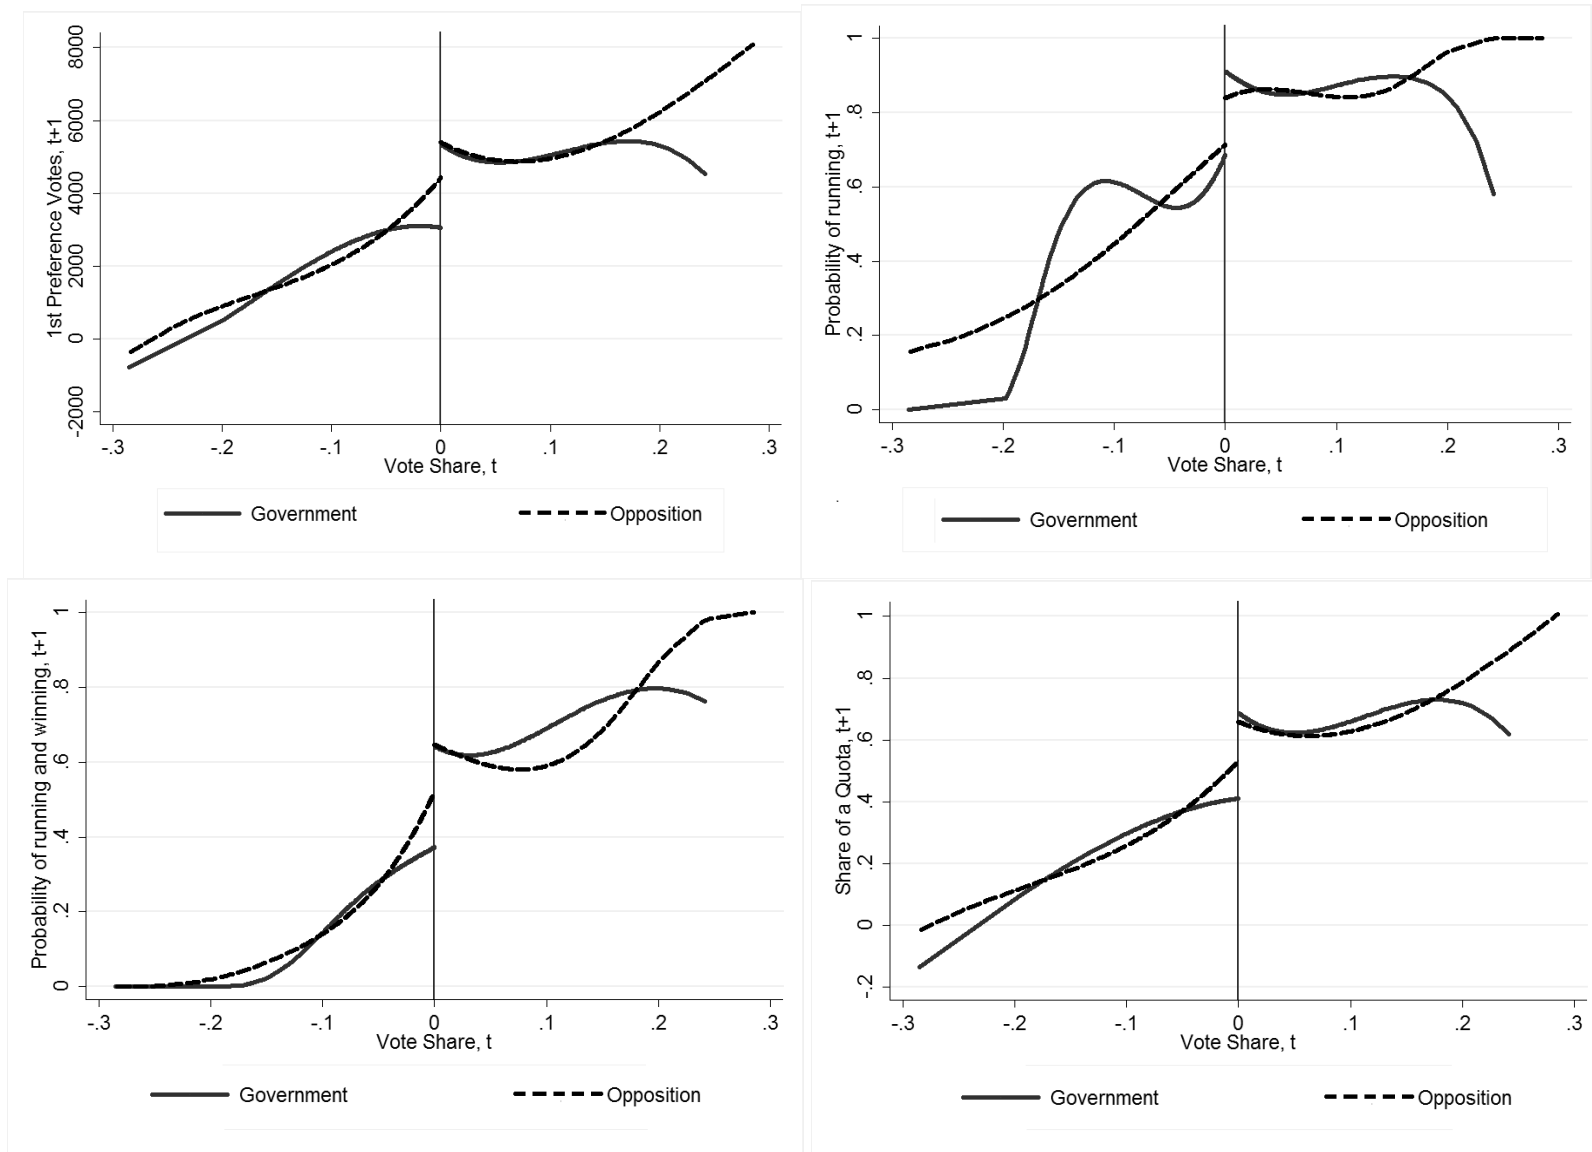 1st Preference Votes, t+1
8000
6000
4000
2000
0
-2000
-.3 -.2 -.1 0 .1 .2 .3
Vote Share, t
Government Opposition
Probability of running, t+1
1
.8
.6
.4
.2
0
-.3 -.2 -.1 0 .1 .2 .3
Vote Share, t
Government Opposition
Probability of running and winning, t+1
1
.8
.6
.4
.2
0
-.3 -.2 -.1 0 .1 .2 .3
Vote Share, t
Government Opposition
Share of a Quota, t+1
1
.8
.6
.4
.2
0
-.2
-.3 -.2 -.1 0 .1 .2 .3
Vote Share, t
Government Opposition